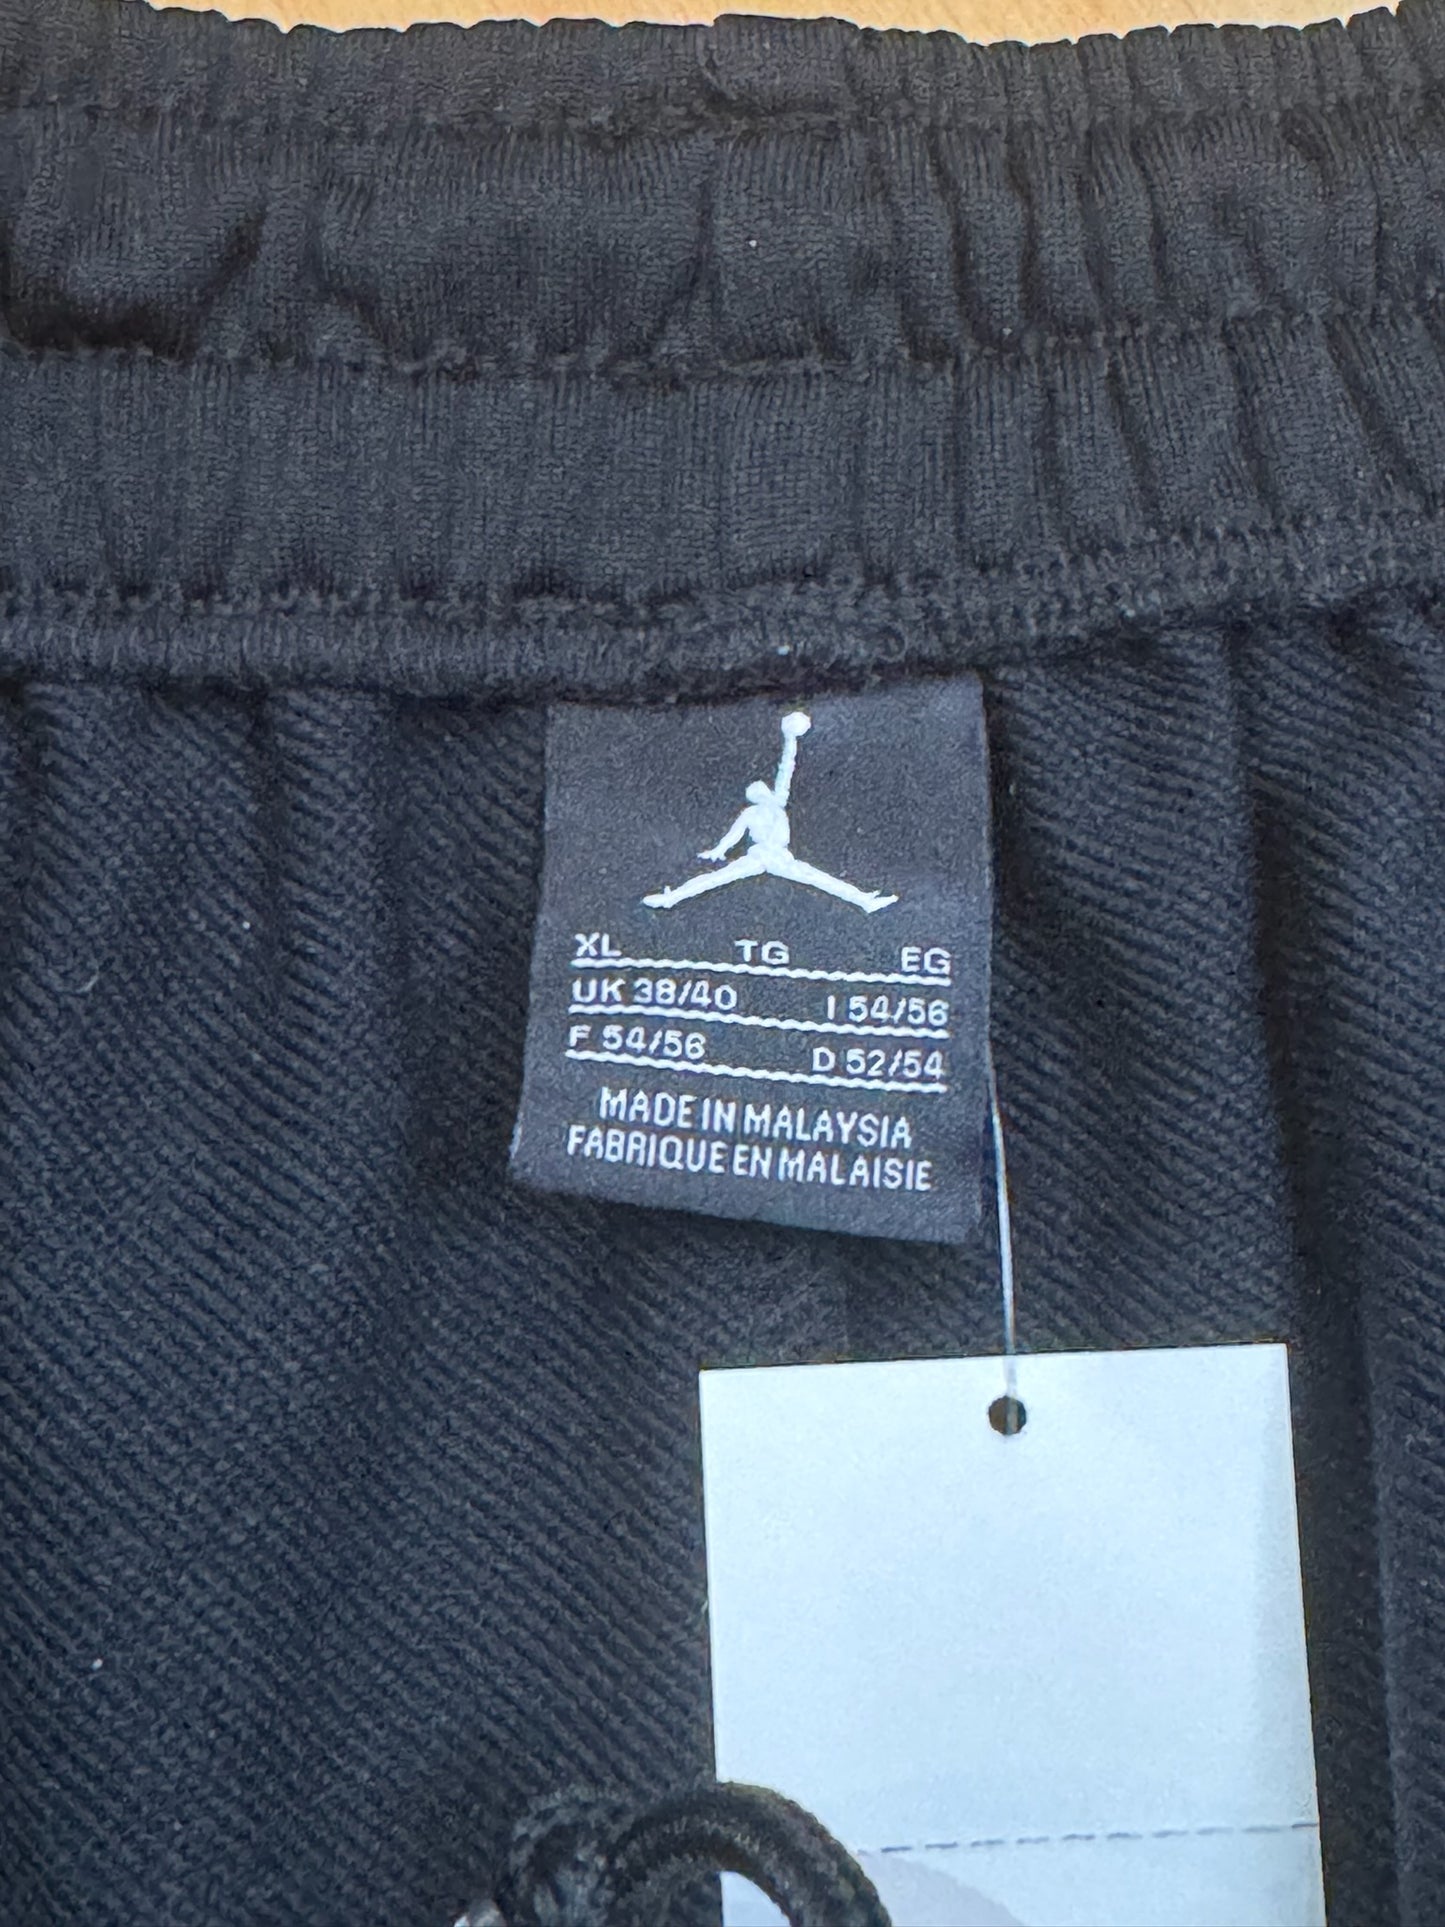 XL TG EG
UK 38/40 I 54/56
F 54/56 D 52/54
MADE IN MALAYSIA
FABRIQUE EN MALAISIE